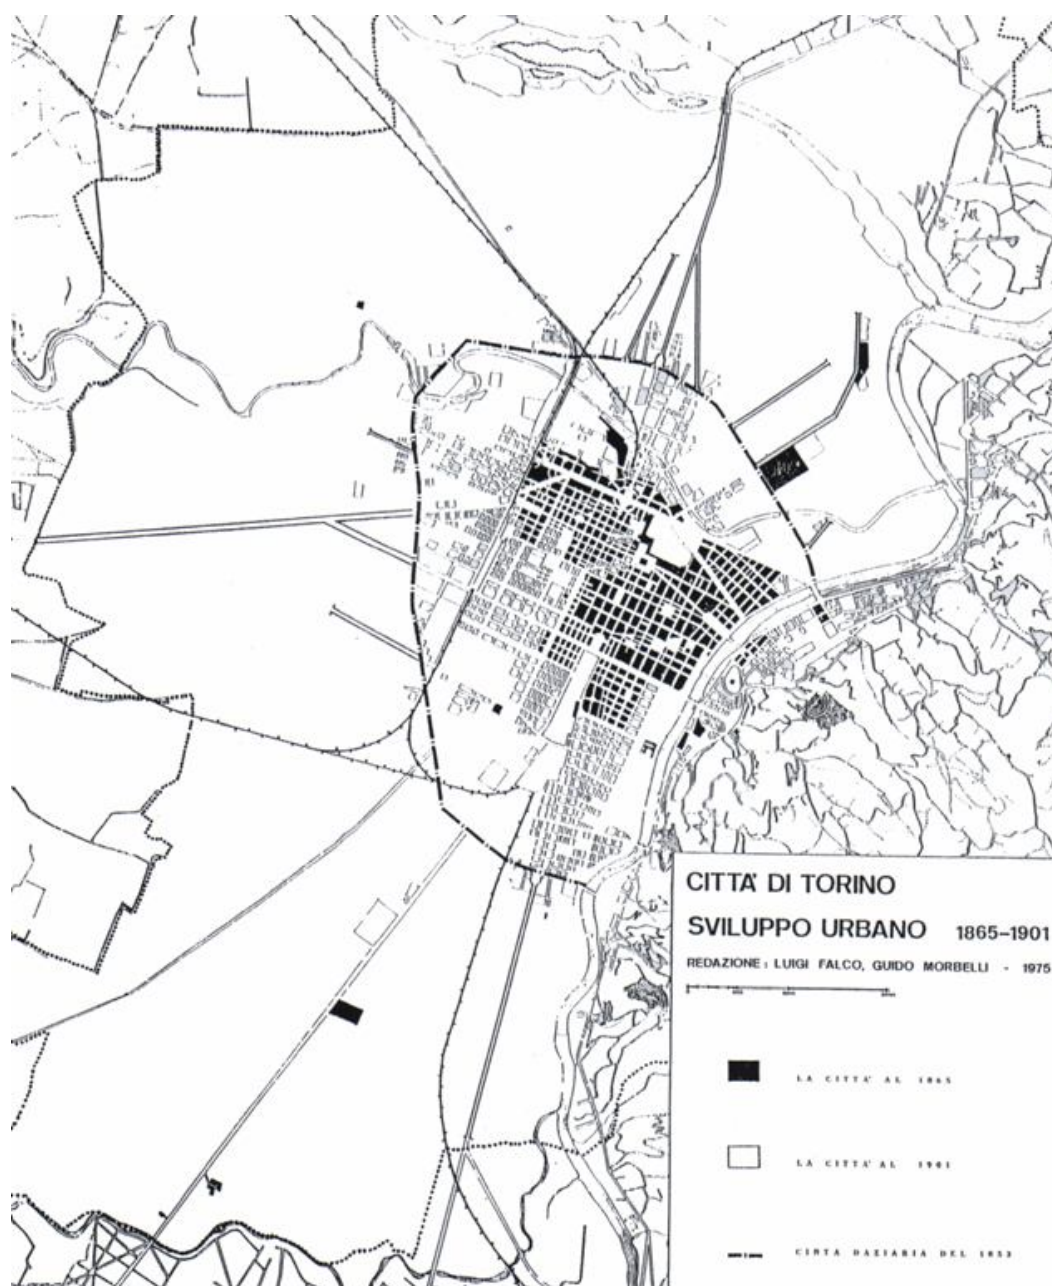 CITTA' DI TORINO
SVILUPPO URBANO 1865–1901
REDAZIONE: LUIGI FALCO, GUIDO MORBELLI - 1975
LA CITTA' AL 1865
LA CITTA' AL 1901
CINTA DAZIARIA DEL 1853